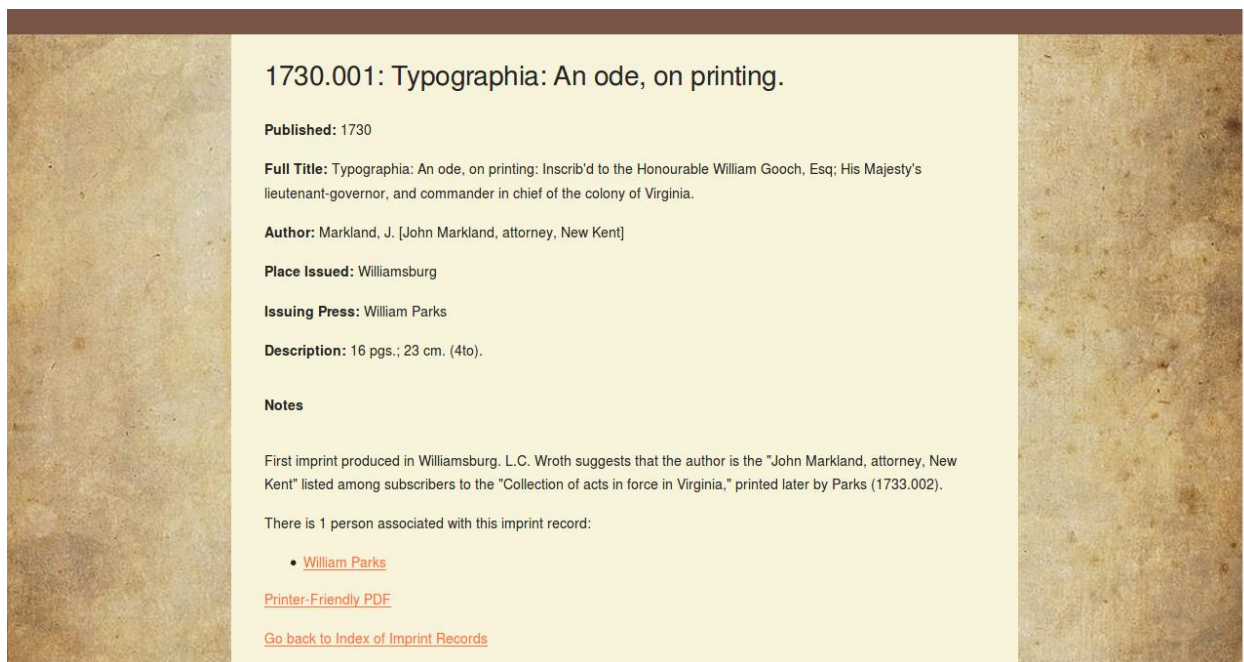 1730.001: Typographia: An ode, on printing.
Published: 1730
Full Title: Typographia: An ode, on printing: Inscrib'd to the Honourable William Gooch, Esq; His Majesty's
lieutenant-governor, and commander in chief of the colony of Virginia.
Author: Markland, J. [John Markland, attorney, New Kent]
Place Issued: Williamsburg
Issuing Press: William Parks
Description: 16 pgs.; 23 cm. (4to).
Notes
First imprint produced in Williamsburg. L.C. Wroth suggests that the author is the "John Markland, attorney, New
Kent" listed among subscribers to the "Collection of acts in force in Virginia," printed later by Parks (1733.002).
There is 1 person associated with this imprint record:
• William Parks
Printer-Friendly PDF
Go back to Index of Imprint Records